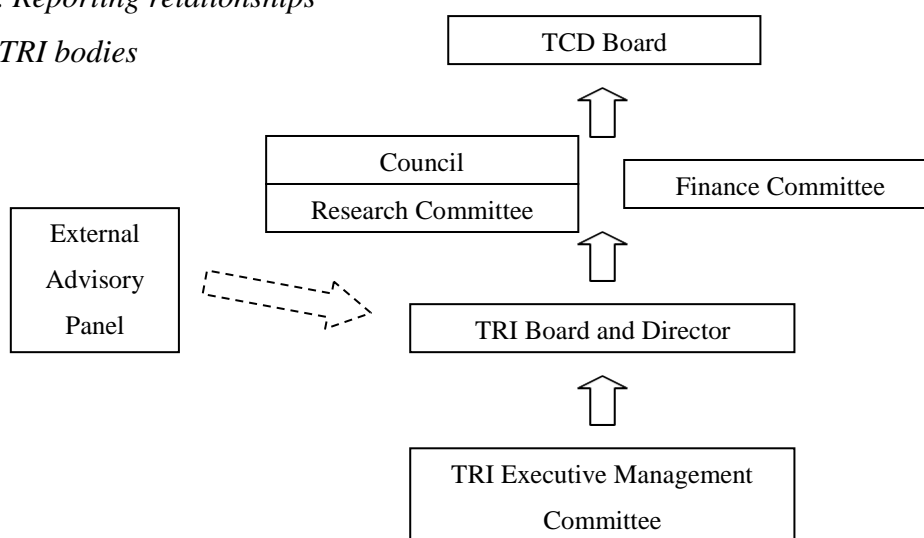 . Reporting relationships
TRI bodies
TCD Board
Council
Research Committee
Finance Committee
External
Advisory
Panel
TRI Board and Director
TRI Executive Management
Committee